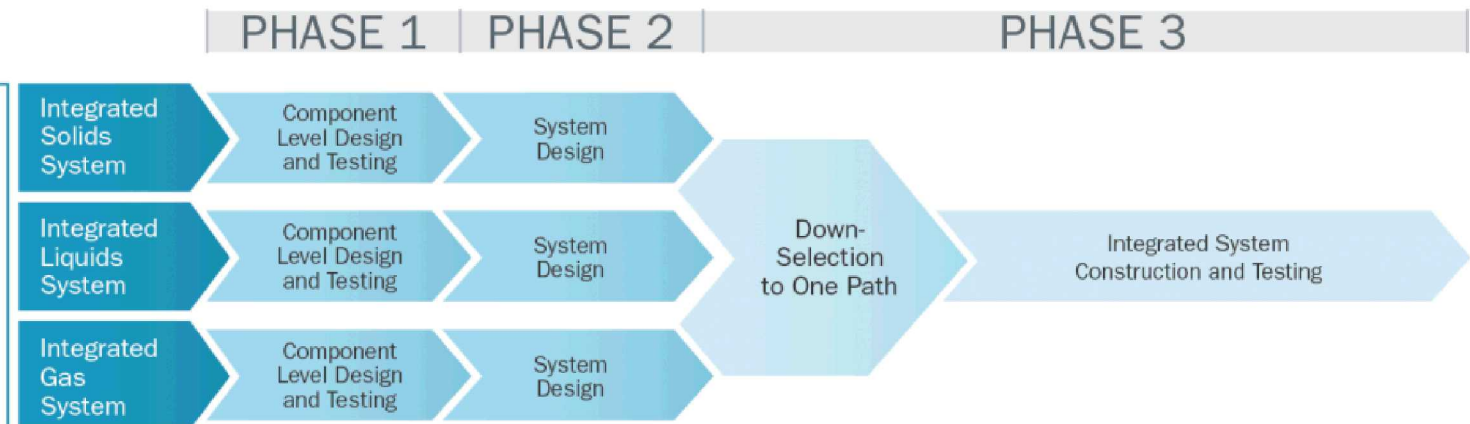 PHASE 1 PHASE 2 PHASE 3
Integrated
Solids
System
Component
Level Design
and Testing
System
Design
Integrated
Liquids
System
Component
Level Design
and Testing
System
Design
Integrated
Gas
System
Component
Level Design
and Testing
System
Design
Down-
Selection
to One Path
Integrated System
Construction and Testing